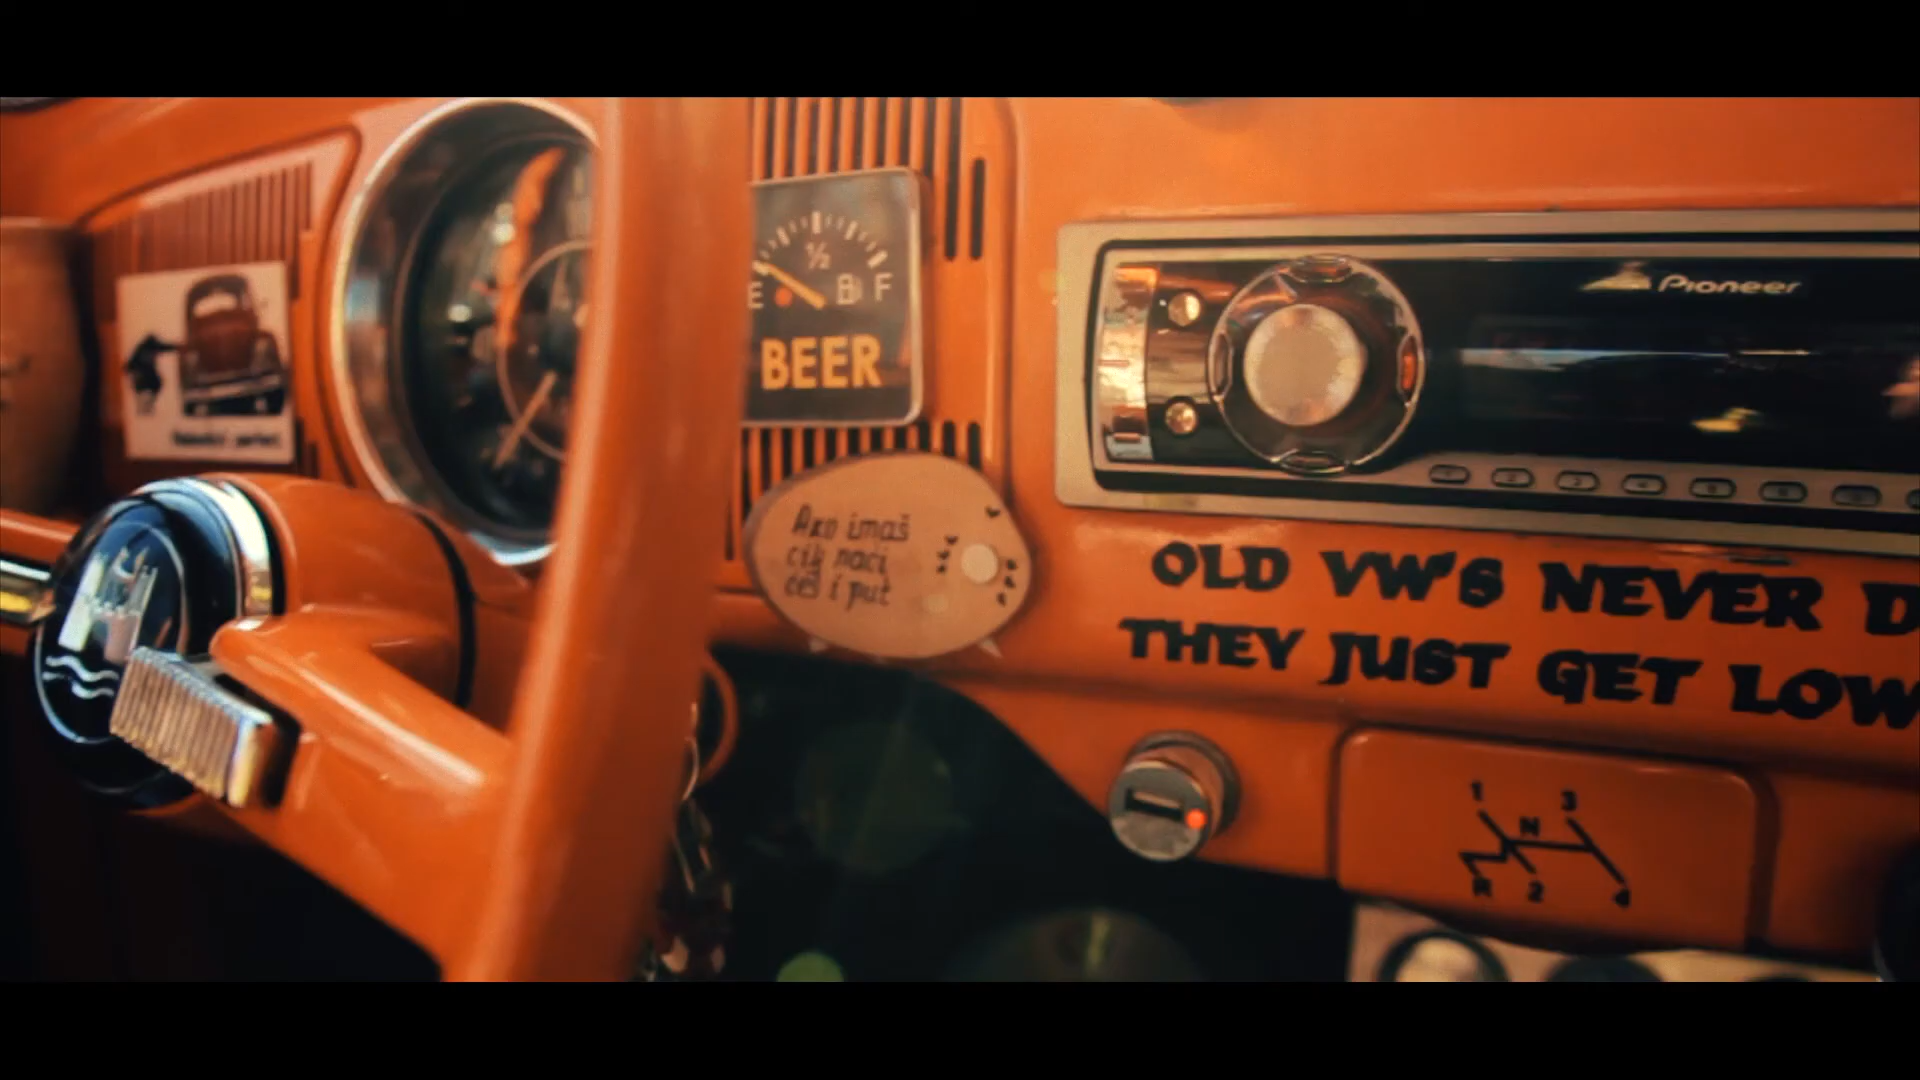 ½
E F
BEER
Pioneer
Ako imaš
cilj naći
ćeš i put
OLD VW'S NEVER D
THEY JUST GET LOW
1 3
N
R 2 4